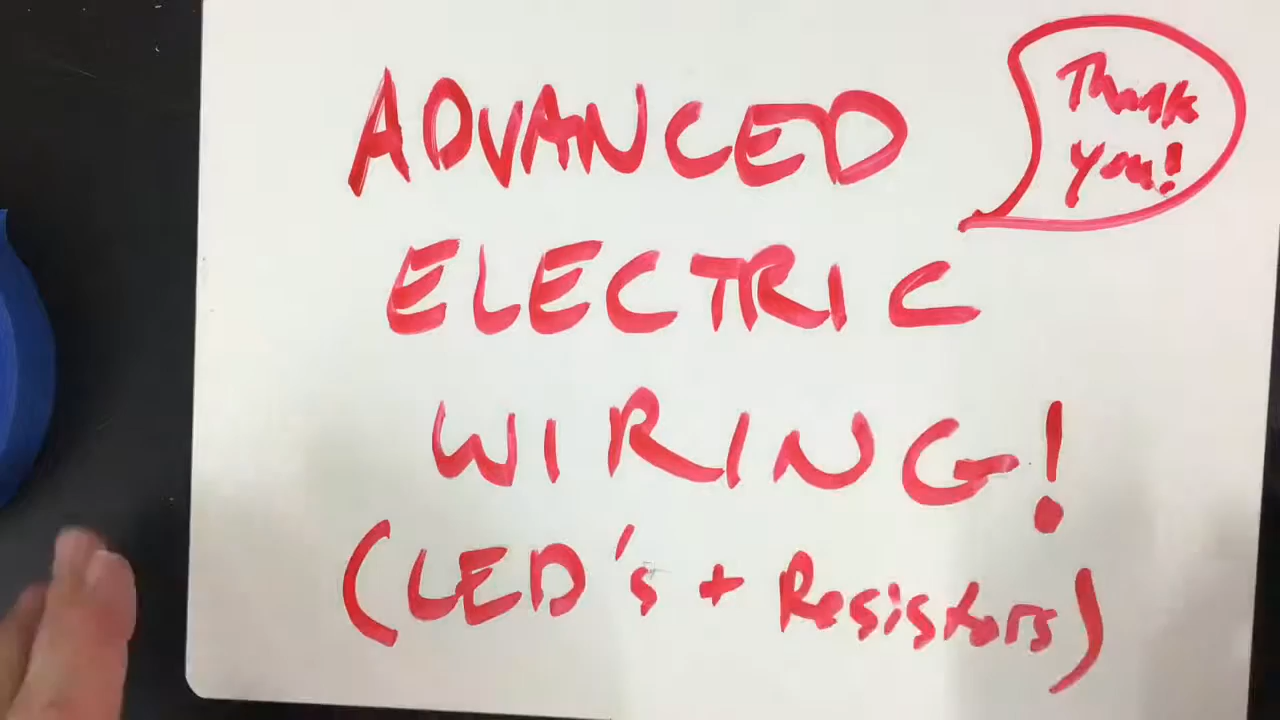 ADVANCED
Thank
you!
ELECTRIC
WIRING!
(LED's + Resistors)